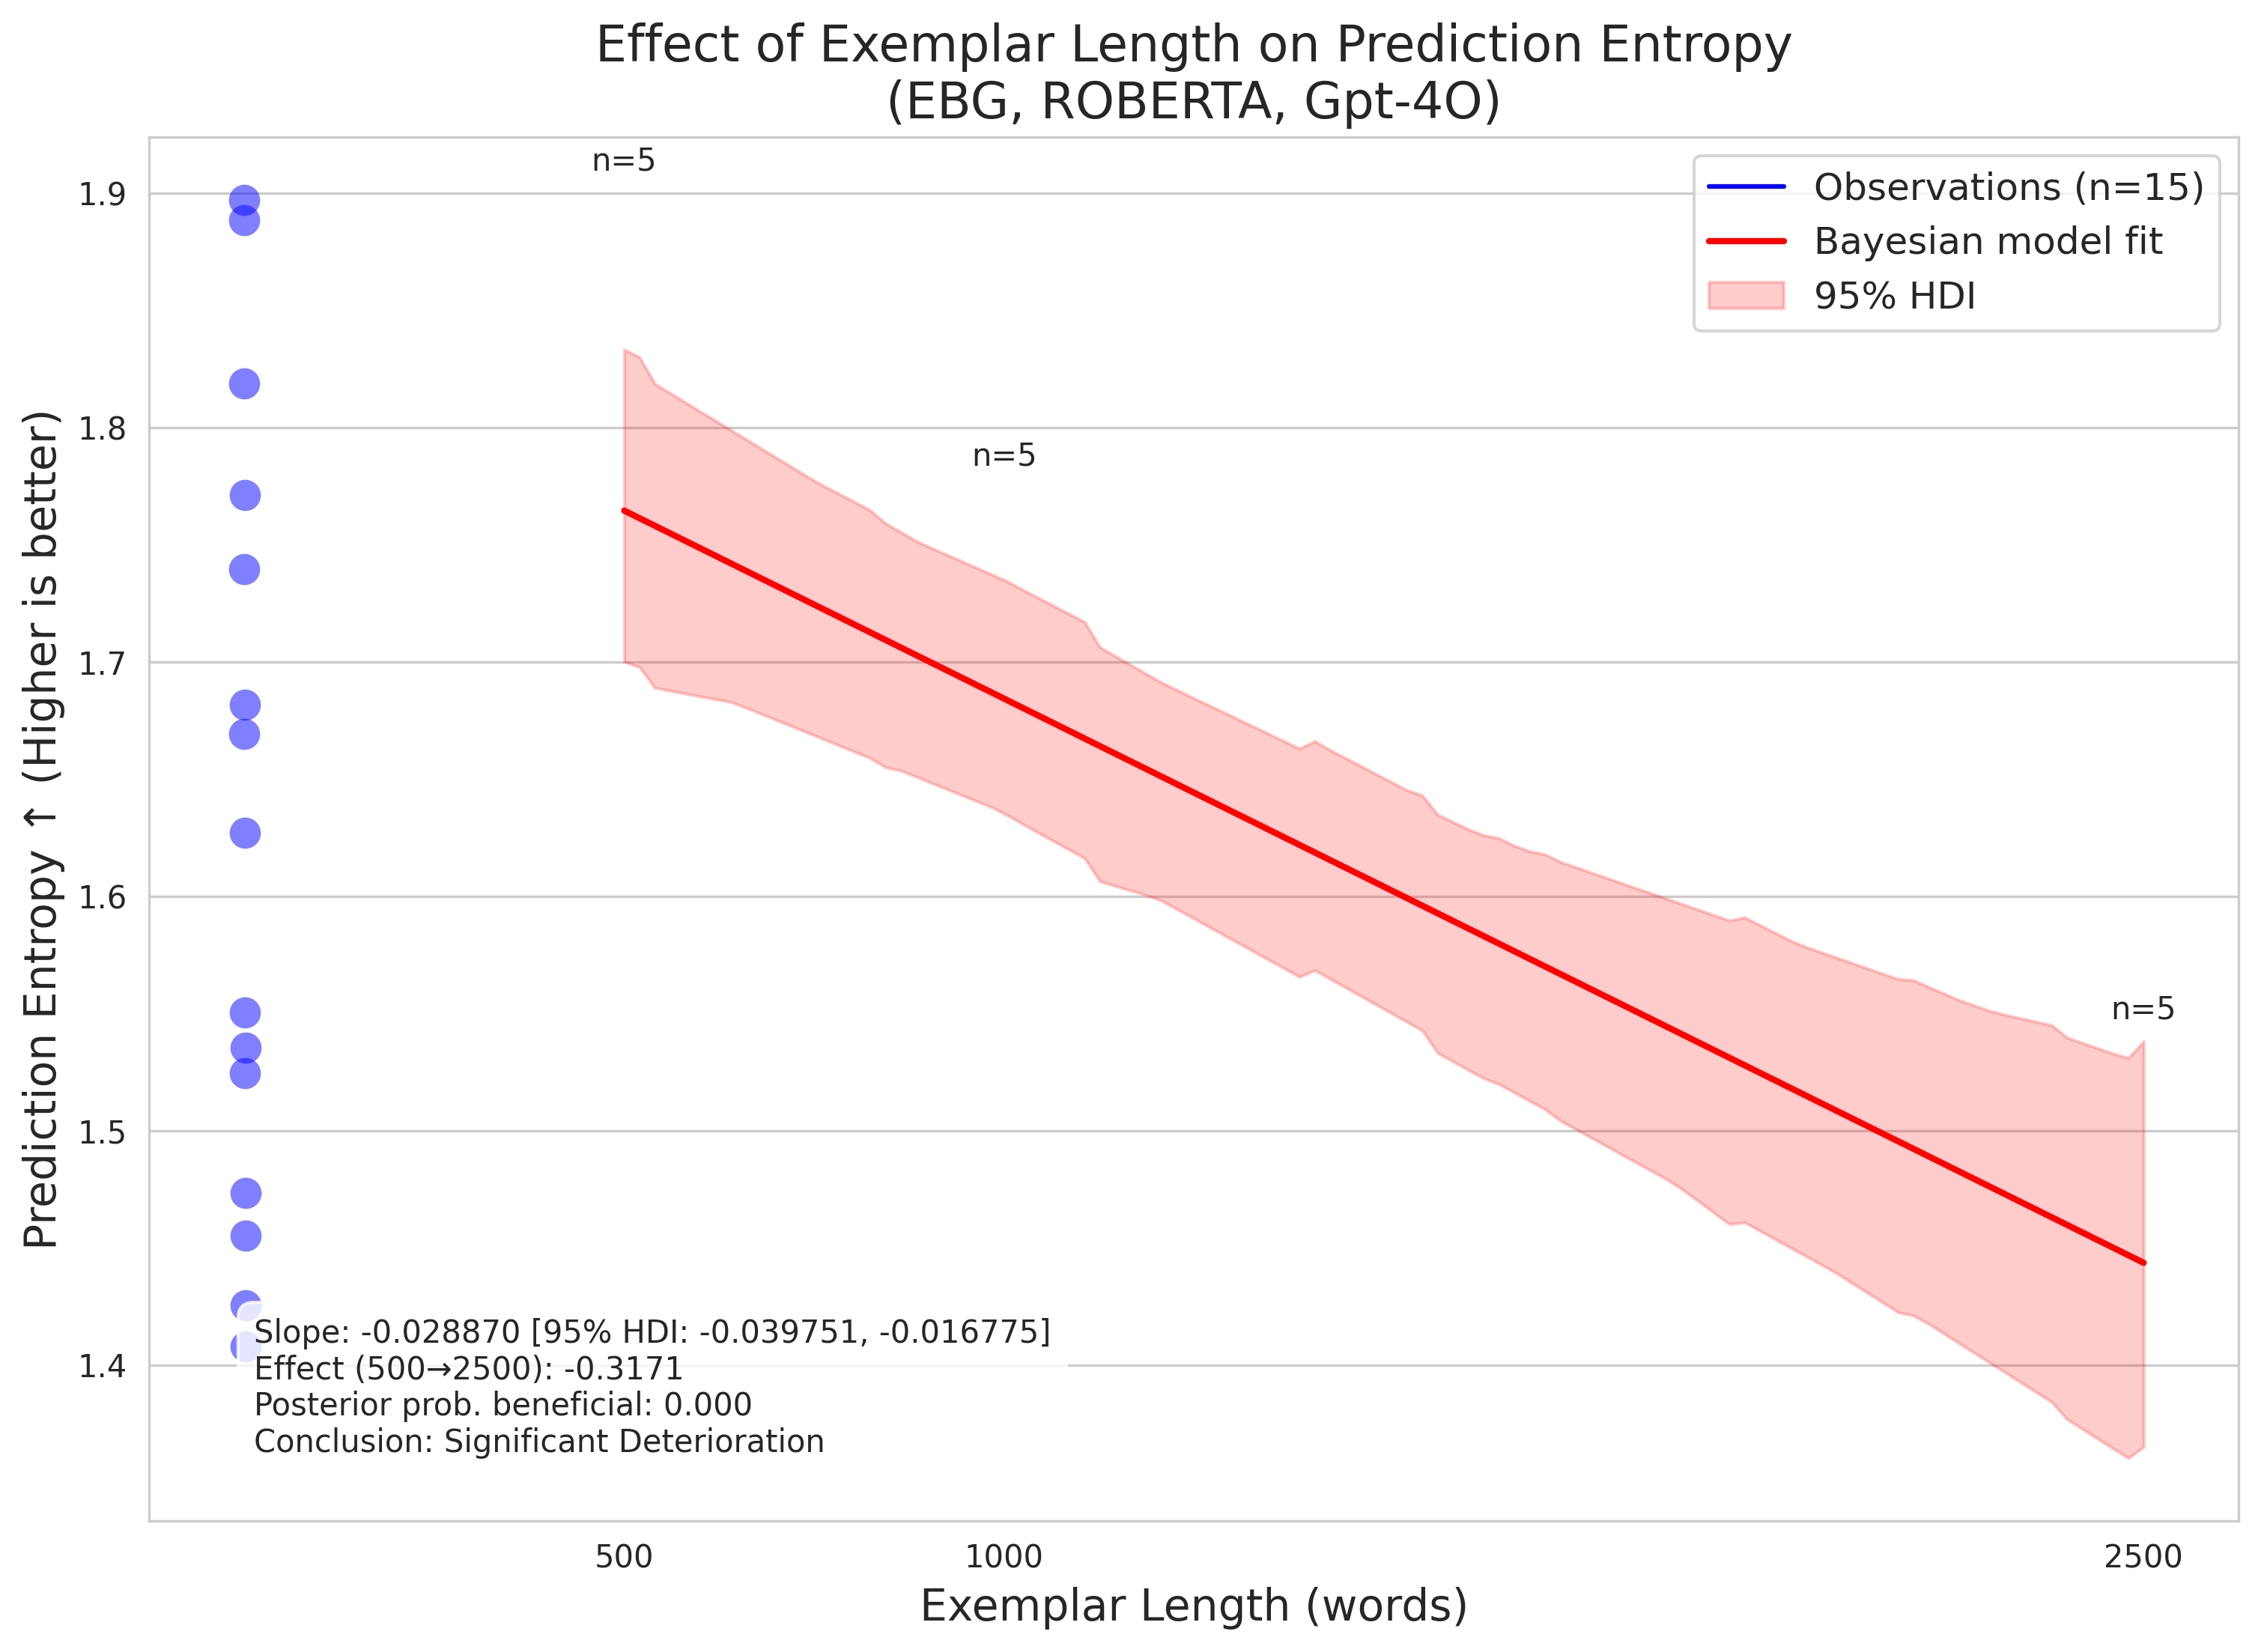 Effect of Exemplar Length on Prediction Entropy
(EBG, ROBERTA, Gpt-4O)
n=5
Observations (n=15)
Bayesian model fit
95% HDI
n=5
n=5
1.9
1.8
1.7
1.6
1.5
1.4
Prediction Entropy ↑ (Higher is better)
Slope: -0.028870 [95% HDI: -0.039751, -0.016775]
Effect (500→2500): -0.3171
Posterior prob. beneficial: 0.000
Conclusion: Significant Deterioration
500
1000
2500
Exemplar Length (words)